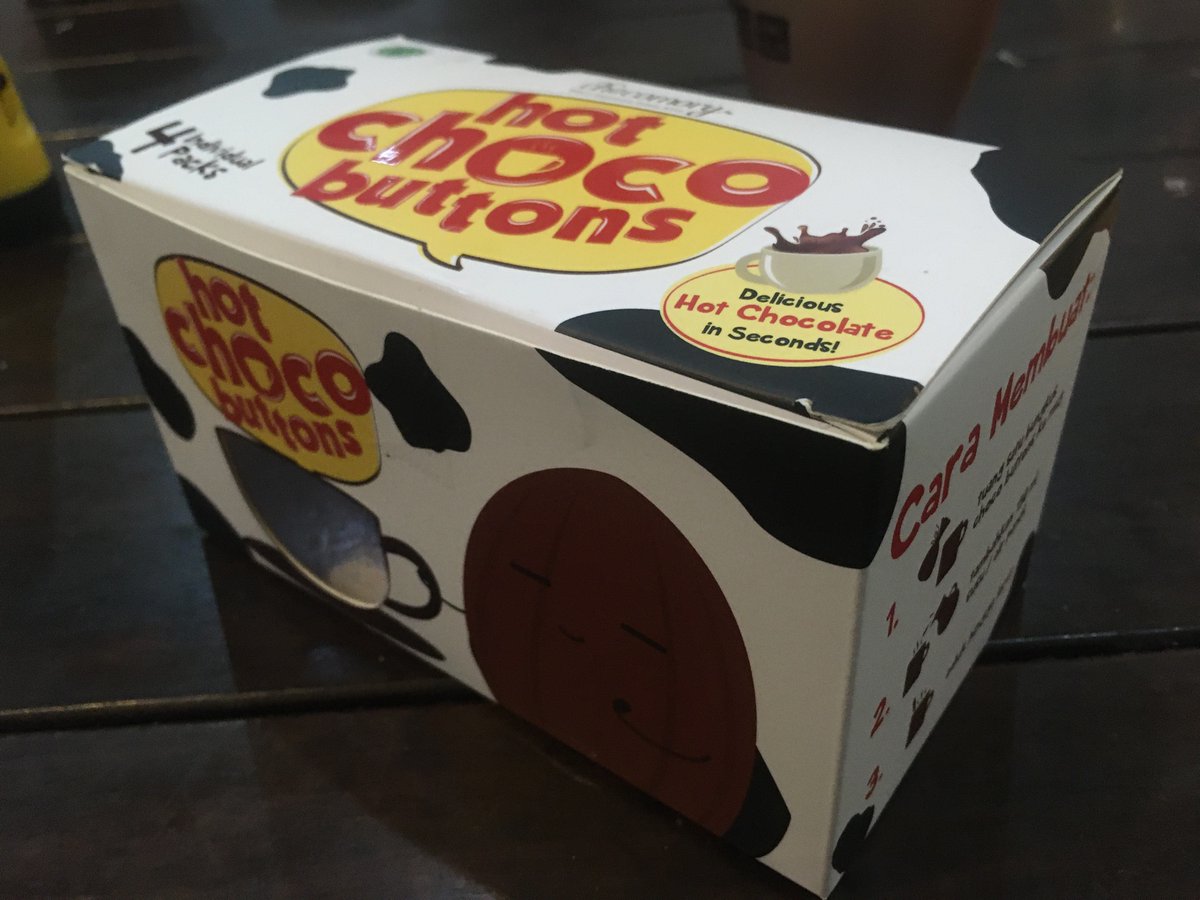 4 Individual
Packs
hot
choco
buttons
Delicious
Hot Chocolate
in Seconds!
hot
choco
buttons
Cara Membuat:
1.
2.
3.